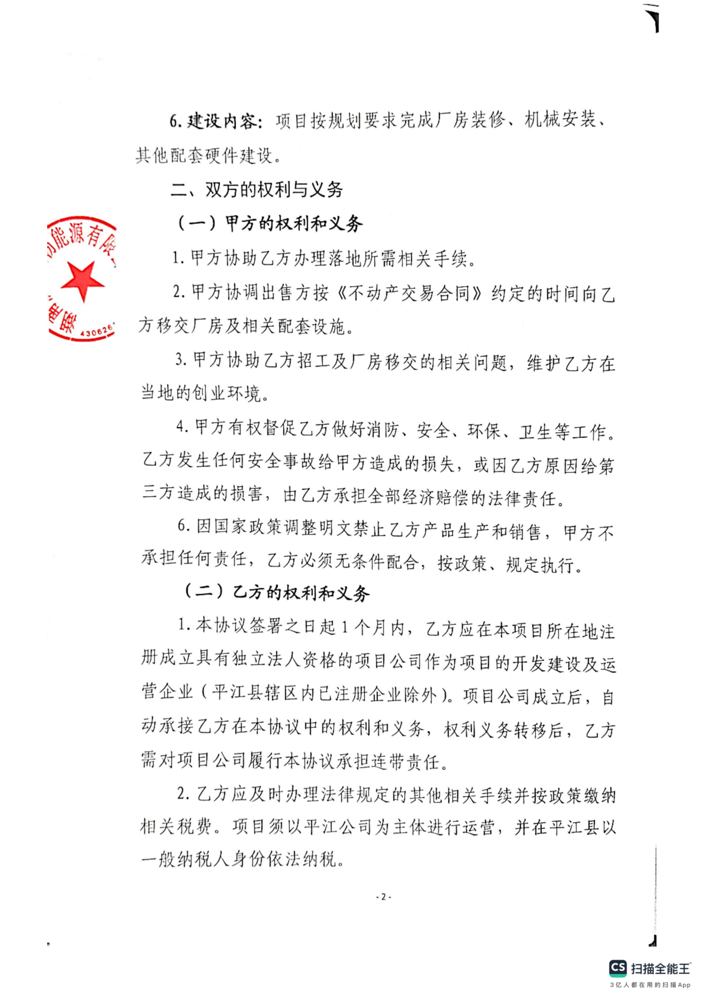 6. 建设内容：项目按规划要求完成厂房装修、机械安装、
其他配套硬件建设。
二、双方的权利与义务
（一）甲方的权利和义务
1. 甲方协助乙方办理落地所需相关手续。
2. 甲方协调出售方按《不动产交易合同》约定的时间向乙
方移交厂房及相关配套设施。
3. 甲方协助乙方招工及厂房移交的相关问题，维护乙方在
当地的创业环境。
4. 甲方有权督促乙方做好消防、安全、环保、卫生等工作。
乙方发生任何安全事故给甲方造成的损失，或因乙方原因给第
三方造成的损害，由乙方承担全部经济赔偿的法律责任。
6. 因国家政策调整明文禁止乙方产品生产和销售，甲方不
承担任何责任，乙方必须无条件配合，按政策、规定执行。
（二）乙方的权利和义务
1. 本协议签署之日起 1 个月内，乙方应在本项目所在地注
册成立具有独立法人资格的项目公司作为项目的开发建设及运
营企业（平江县辖区内已注册企业除外）。项目公司成立后，自
动承接乙方在本协议中的权利和义务，权利义务转移后，乙方
需对项目公司履行本协议承担连带责任。
2. 乙方应及时办理法律规定的其他相关手续并按政策缴纳
相关税费。项目须以平江公司为主体进行运营，并在平江县以
一般纳税人身份依法纳税。
- 2 -
能源有限
430626
CS 扫描全能王™
3亿人都在用的扫描App